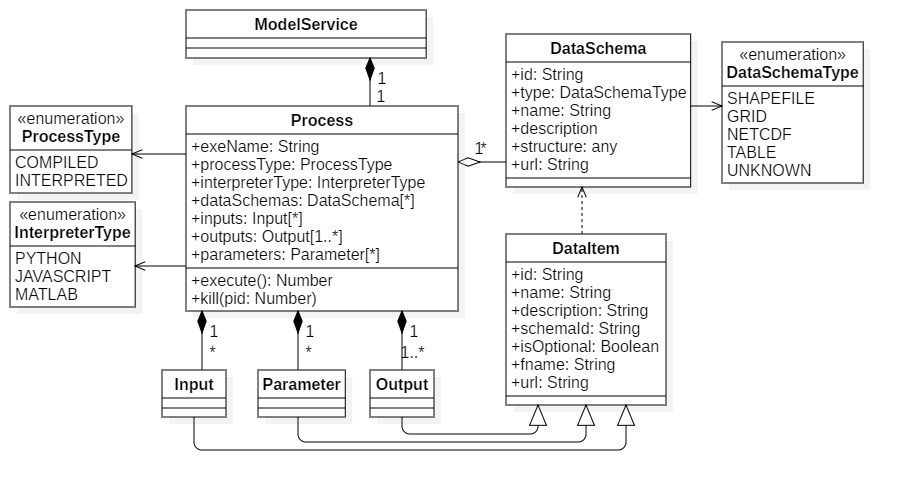 ModelService
1
1
«enumeration»
ProcessType
COMPILED
INTERPRETED
«enumeration»
InterpreterType
PYTHON
JAVASCRIPT
MATLAB
Process
+exeName: String
+processType: ProcessType
+interpreterType: InterpreterType
+dataSchemas: DataSchema[*]
+inputs: Input[*]
+outputs: Output[1..*]
+parameters: Parameter[*]
+execute(): Number
+kill(pid: Number)
1
*
DataSchema
+id: String
+type: DataSchemaType
+name: String
+description
+structure: any
+url: String
«enumeration»
DataSchemaType
SHAPEFILE
GRID
NETCDF
TABLE
UNKNOWN
DataItem
+id: String
+name: String
+description: String
+schemaId: String
+isOptional: Boolean
+fname: String
+url: String
1
*
1
*
1
1..*
Input
Parameter
Output